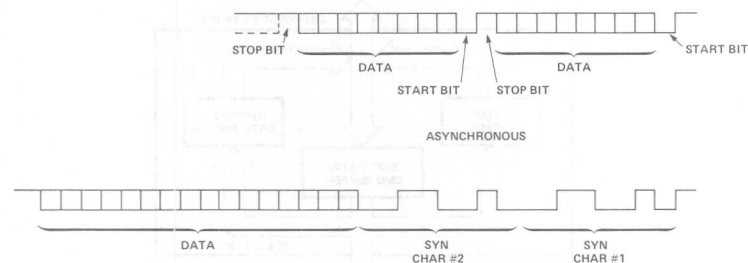 STOP BIT
DATA
START BIT
STOP BIT
DATA
START BIT
ASYNCHRONOUS
DATA
SYN
CHAR #2
SYN
CHAR #1